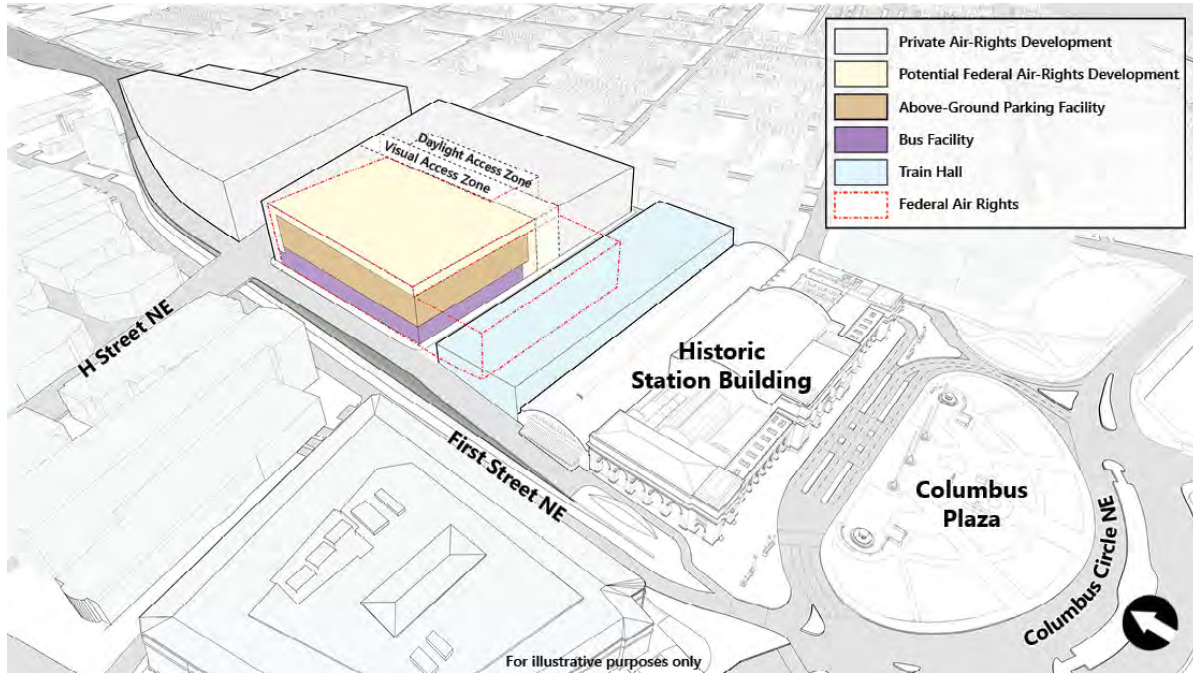 Private Air-Rights Development
Potential Federal Air-Rights Development
Above-Ground Parking Facility
Bus Facility
Train Hall
Federal Air Rights
Daylight Access Zone
Visual Access Zone
H Street NE
First Street NE
Historic
Station Building
Columbus
Plaza
Columbus Circle NE
For illustrative purposes only